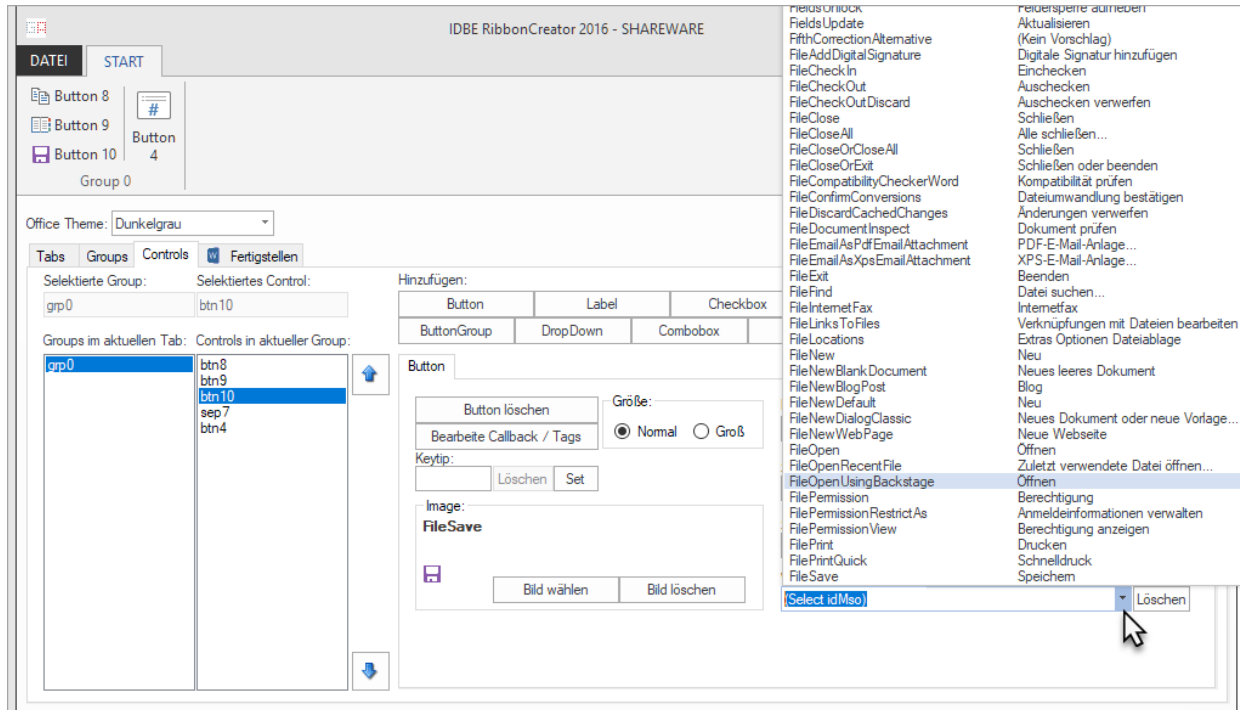 IDBE RibbonCreator 2016 - SHAREWARE
DATEI START
Button 8
Button 9
Button 10
#
Button
4
Group 0
Office Theme: Dunkelgrau
Tabs Groups Controls Fertigstellen
Selektierte Group: Selektiertes Control:
grp0 btn10
Groups im aktuellen Tab: Controls in aktueller Group:
grp0
btn8
btn9
btn10
sep7
btn4
Hinzufügen:
Button Label Checkbox
ButtonGroup DropDown Combobox
Button
Button löschen
Bearbeite Callback / Tags
Größe:
Normal Groß
Keytip:
Löschen Set
Image:
FileSave
Bild wählen Bild löschen
FieldsUnlock Feldersperre aufheben
FieldsUpdate Aktualisieren
FifthCorrectionAlternative (Kein Vorschlag)
FileAddDigitalSignature Digitale Signatur hinzufügen
FileCheckIn Einchecken
FileCheckOut Auschecken
FileCheckOutDiscard Auschecken verwerfen
FileClose Schließen
FileCloseAll Alle schließen...
FileCloseOrCloseAll Schließen
FileCloseOrExit Schließen oder beenden
FileCompatibilityCheckerWord Kompatibilität prüfen
FileConfirmConversions Dateiumwandlung bestätigen
FileDiscardCachedChanges Änderungen verwerfen
FileDocumentInspect Dokument prüfen
FileEmailAsPdfEmailAttachment PDF-E-Mail-Anlage...
FileEmailAsXpsEmailAttachment XPS-E-Mail-Anlage...
FileExit Beenden
FileFind Datei suchen...
FileInternetFax Internetfax
FileLinksToFiles Verknüpfungen mit Dateien bearbeiten
FileLocations Extras Optionen Dateiablage
FileNew Neu
FileNewBlankDocument Neues leeres Dokument
FileNewBlogPost Blog
FileNewDefault Neu
FileNewDialogClassic Neues Dokument oder neue Vorlage...
FileNewWebPage Neue Webseite
FileOpen Öffnen
FileOpenRecentFile Zuletzt verwendete Datei öffnen...
FileOpenUsingBackstage Öffnen
FilePermission Berechtigung
FilePermissionRestrictAs Anmeldeinformationen verwalten
FilePermissionView Berechtigung anzeigen
FilePrint Drucken
FilePrintQuick Schnelldruck
FileSave Speichern
(Select idMso) Löschen